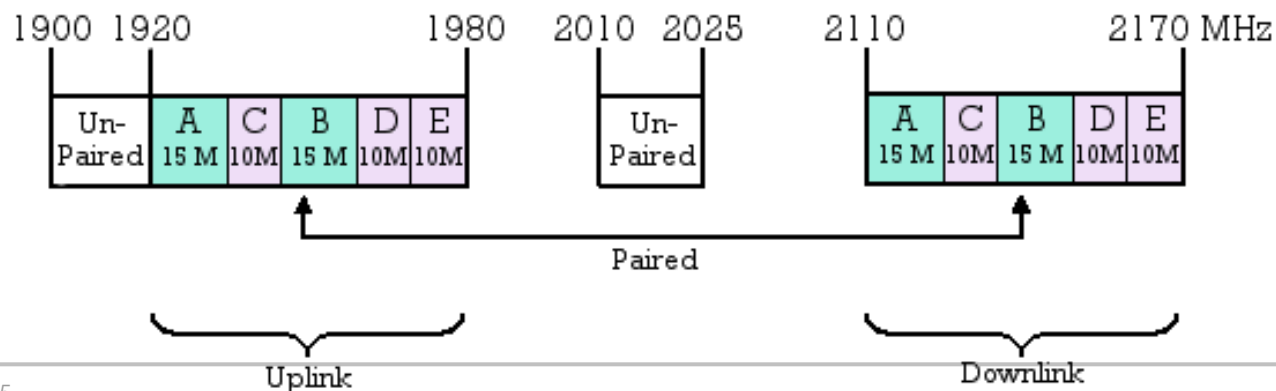 1900 1920 1980 2010 2025 2110 2170 MHz
Un- A C B D E Un- A C B D E
Paired 15 M 10M 15 M 10M 10M Paired 15 M 10M 15 M 10M 10M
Paired
Uplink Downlink
5